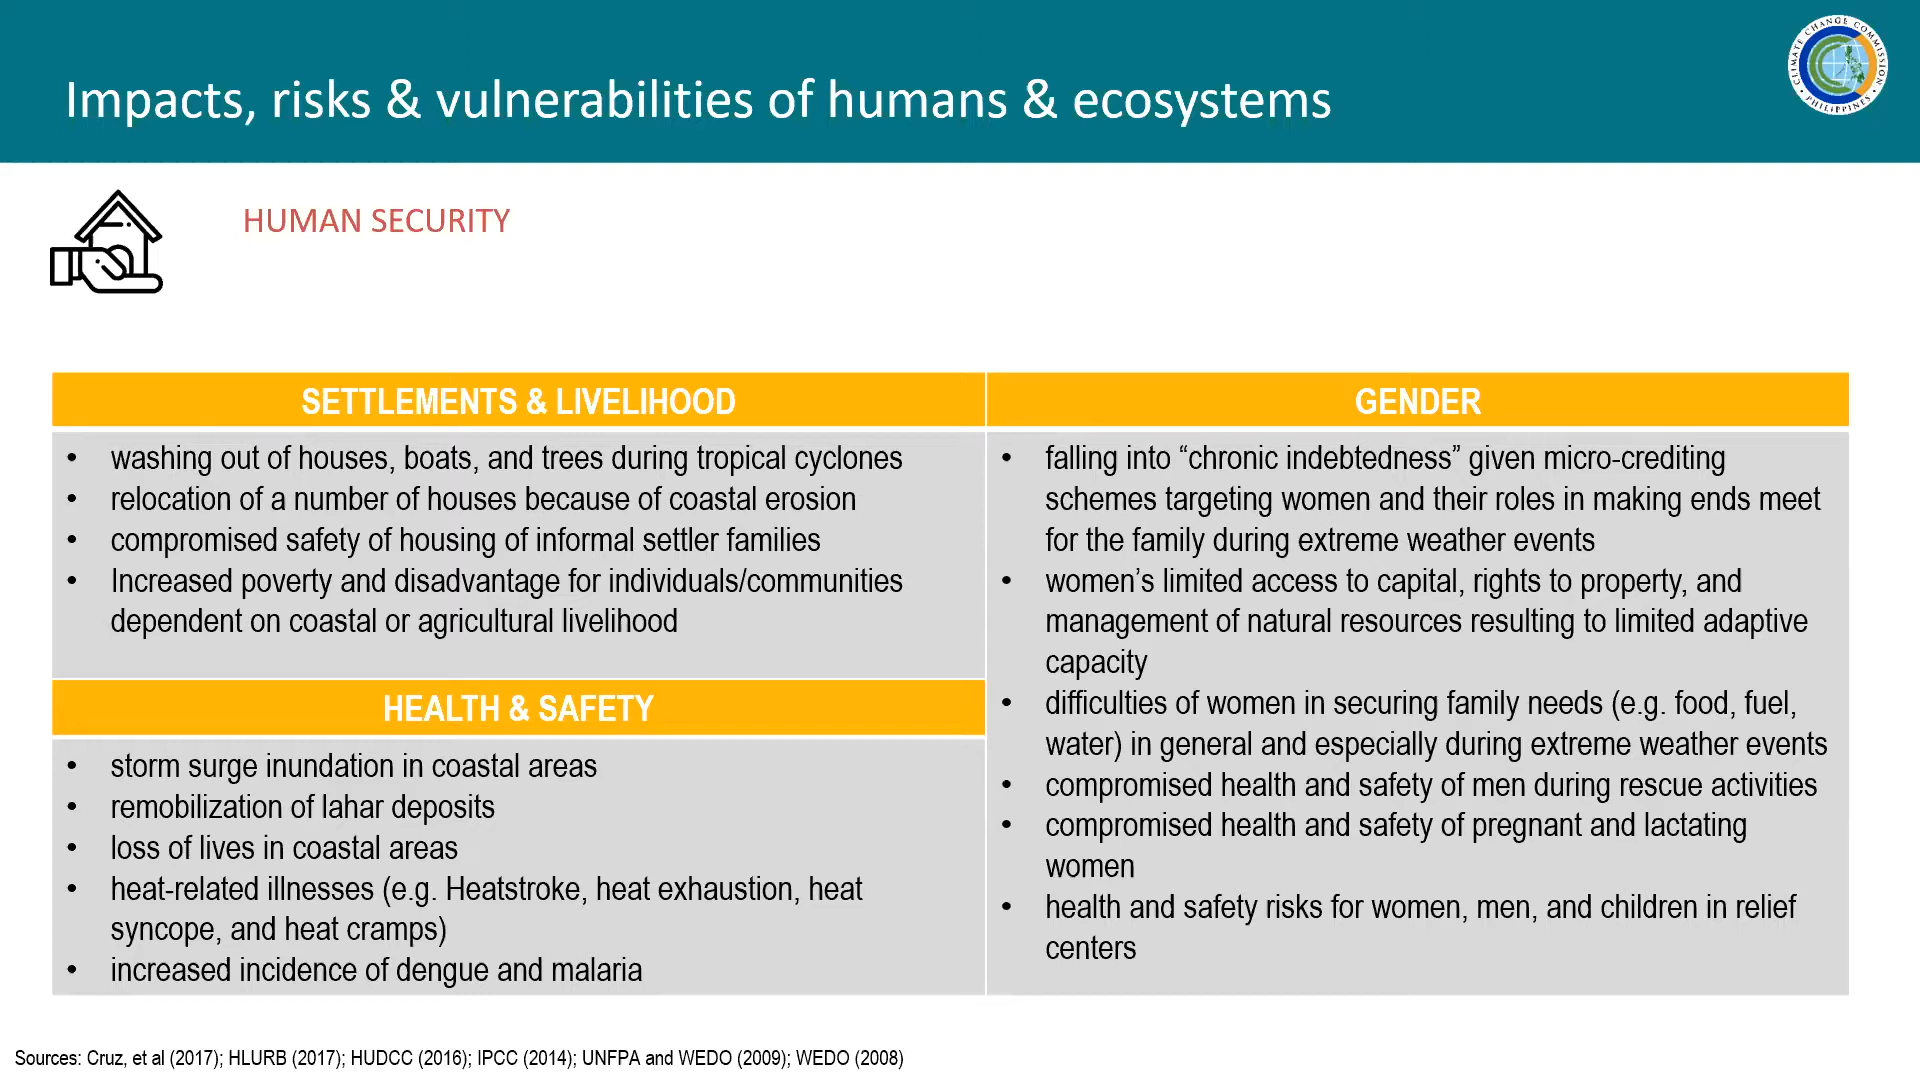 Impacts, risks & vulnerabilities of humans & ecosystems
CLIMATE CHANGE COMMISSION
PHILIPPINES
HUMAN SECURITY
SETTLEMENTS & LIVELIHOOD
• washing out of houses, boats, and trees during tropical cyclones
• relocation of a number of houses because of coastal erosion
• compromised safety of housing of informal settler families
• Increased poverty and disadvantage for individuals/communities
dependent on coastal or agricultural livelihood
HEALTH & SAFETY
• storm surge inundation in coastal areas
• remobilization of lahar deposits
• loss of lives in coastal areas
• heat-related illnesses (e.g. Heatstroke, heat exhaustion, heat
syncope, and heat cramps)
• increased incidence of dengue and malaria
GENDER
• falling into “chronic indebtedness” given micro-crediting
schemes targeting women and their roles in making ends meet
for the family during extreme weather events
• women’s limited access to capital, rights to property, and
management of natural resources resulting to limited adaptive
capacity
• difficulties of women in securing family needs (e.g. food, fuel,
water) in general and especially during extreme weather events
• compromised health and safety of men during rescue activities
• compromised health and safety of pregnant and lactating
women
• health and safety risks for women, men, and children in relief
centers
Sources: Cruz, et al (2017); HLURB (2017); HUDCC (2016); IPCC (2014); UNFPA and WEDO (2009); WEDO (2008)